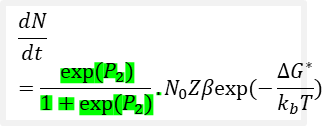 dN/dt
= exp(P₂)/1 + exp(P₂) . N₀Zβexp(−ΔG*/k_bT)